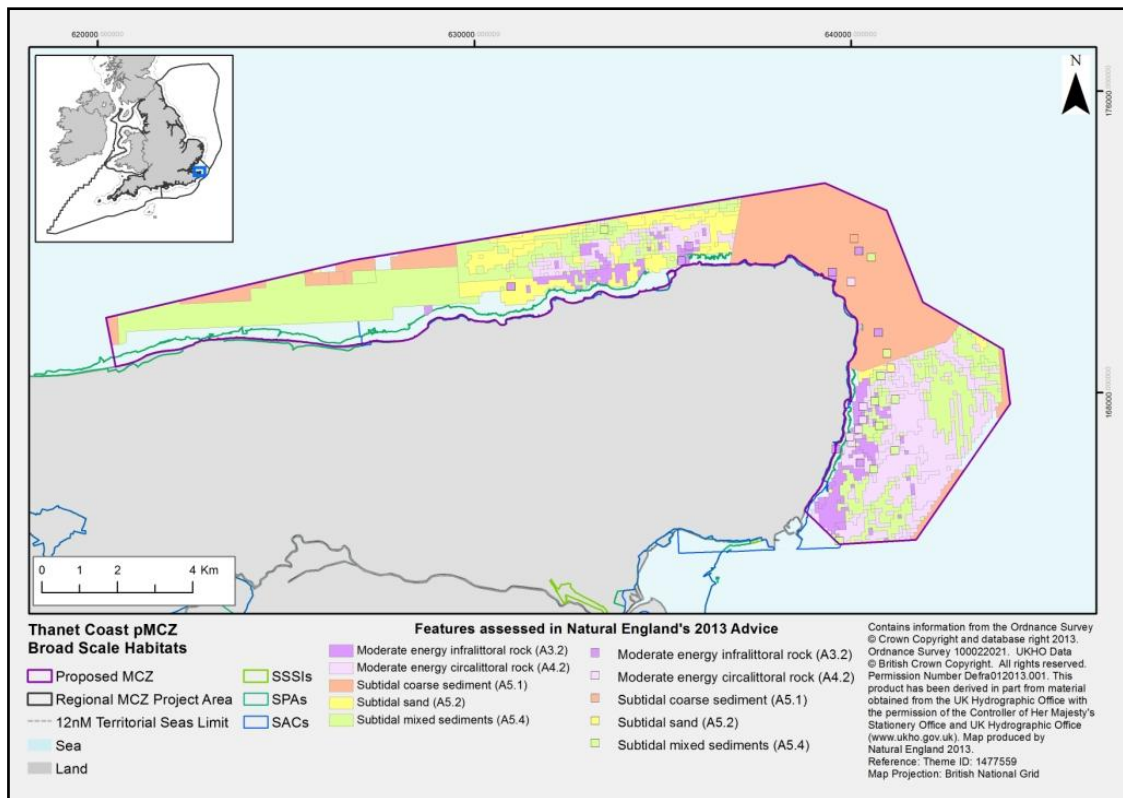 620000.000000
630000.000000
640000.000000
N
176000.000000
168000.000000
0 1 2 4 Km
Thanet Coast pMCZ
Broad Scale Habitats
Proposed MCZ
Regional MCZ Project Area
12nM Territorial Seas Limit
Sea
Land
SSSIs
SPAs
SACs
Features assessed in Natural England's 2013 Advice
Moderate energy infralittoral rock (A3.2)
Moderate energy circalittoral rock (A4.2)
Subtidal coarse sediment (A5.1)
Subtidal sand (A5.2)
Subtidal mixed sediments (A5.4)
Moderate energy infralittoral rock (A3.2)
Moderate energy circalittoral rock (A4.2)
Subtidal coarse sediment (A5.1)
Subtidal sand (A5.2)
Subtidal mixed sediments (A5.4)
Contains information from the Ordnance Survey
© Crown Copyright and database right 2013.
Ordnance Survey 100022021. UKHO Data
© British Crown Copyright. All rights reserved.
Permission Number Defra012013.001. This
product has been derived in part from material
obtained from the UK Hydrographic Office with
the permission of the Controller of Her Majesty's
Stationery Office and UK Hydrographic Office
(www.ukho.gov.uk). Map produced by
Natural England 2013.
Reference: Theme ID: 1477559
Map Projection: British National Grid